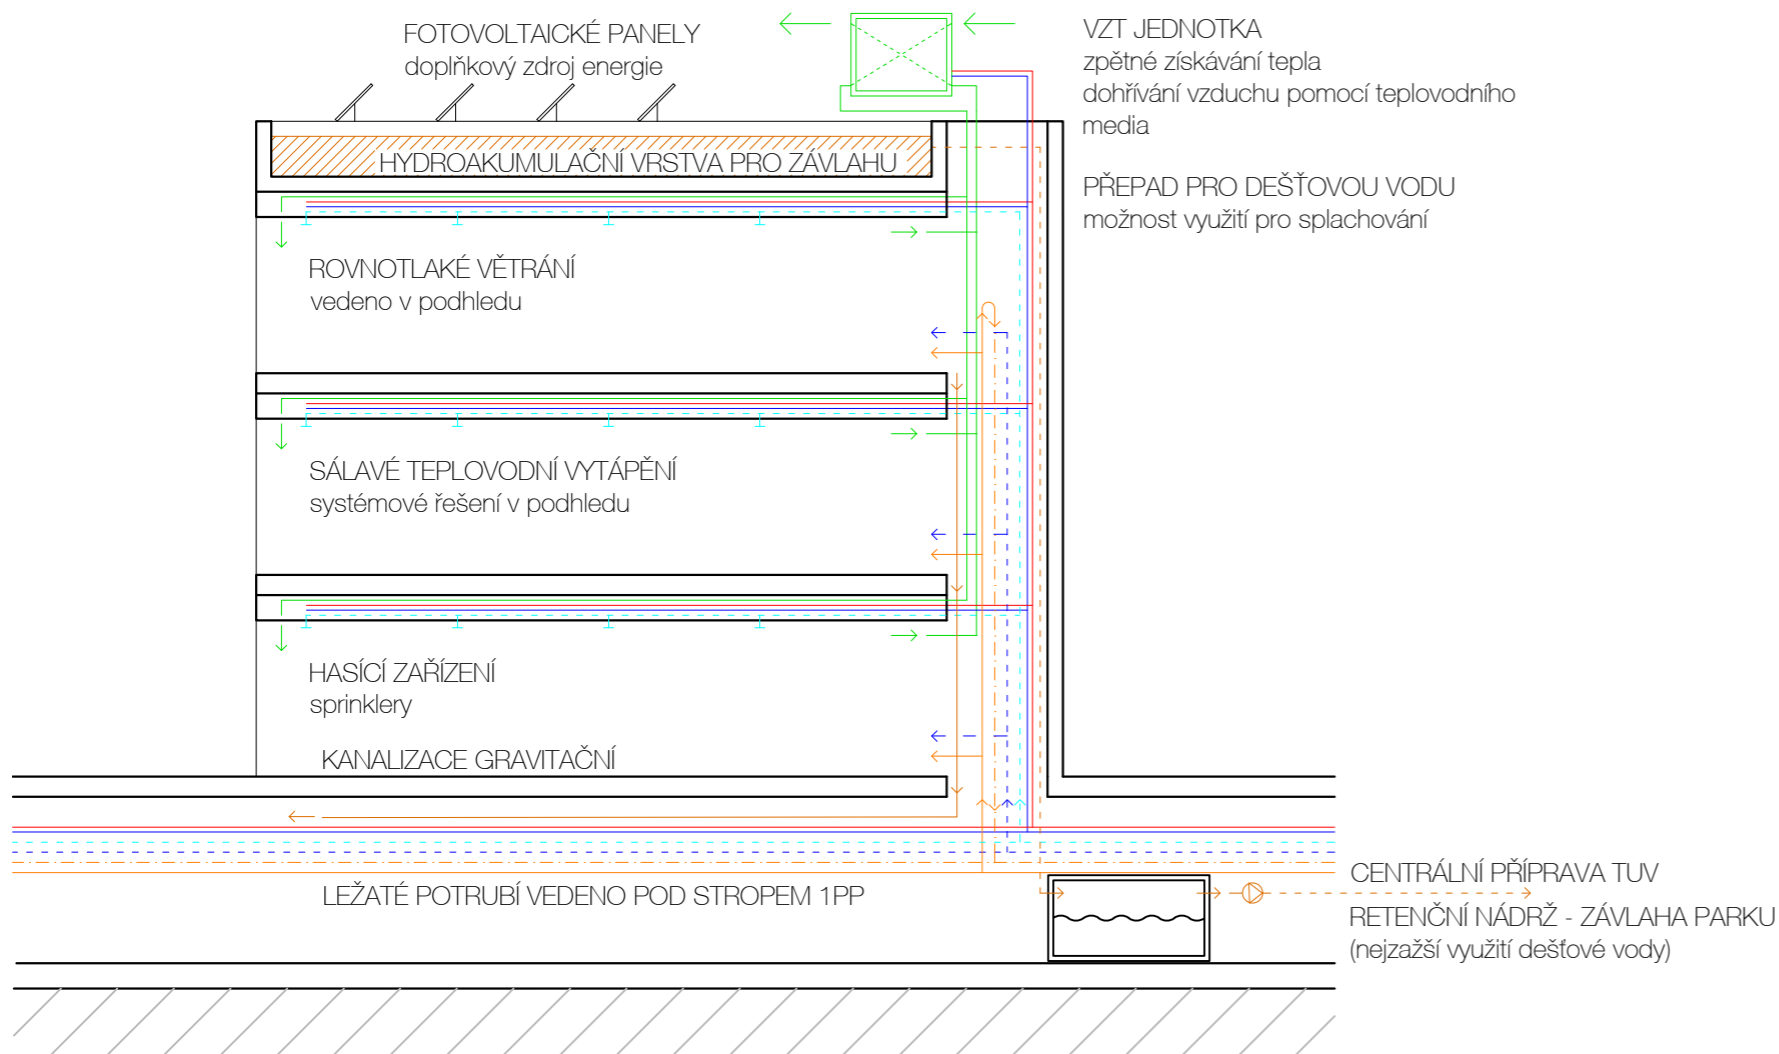 FOTOVOLTAICKÉ PANELY
doplňkový zdroj energie
VZT JEDNOTKA
zpětné získávání tepla
dohřívání vzduchu pomocí teplovodního
media
HYDROAKUMULAČNÍ VRSTVA PRO ZÁVLAHU
PŘEPAD PRO DEŠŤOVOU VODU
možnost využití pro splachování
ROVNOTLAKÉ VĚTRÁNÍ
vedeno v podhledu
SÁLAVÉ TEPLOVODNÍ VYTÁPĚNÍ
systémové řešení v podhledu
HASÍCÍ ZAŘÍZENÍ
sprinklery
KANALIZACE GRAVITAČNÍ
LEŽATÉ POTRUBÍ VEDENO POD STROPEM 1PP
CENTRÁLNÍ PŘÍPRAVA TUV
RETENČNÍ NÁDRŽ - ZÁVLAHA PARKU
(nejzažší využití dešťové vody)